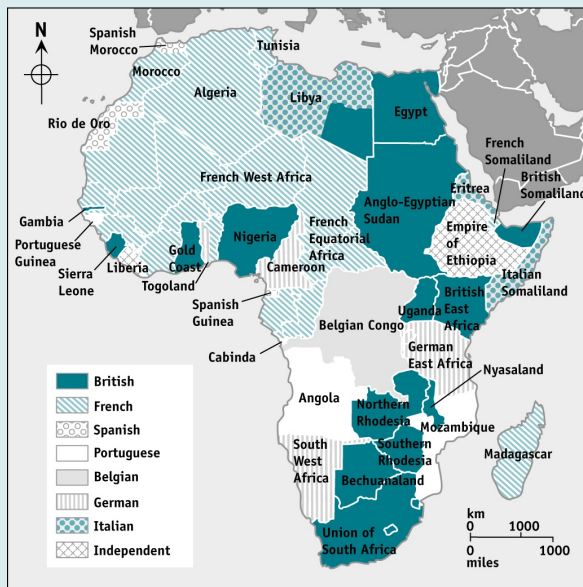 N
Spanish
Morocco
Tunisia
Morocco
Algeria
Libya
Egypt
Rio de Oro
French
Somaliland
British
Somaliland
French West Africa
Anglo-Egyptian
Sudan
Eritrea
Gambia
Portuguese
Guinea
Sierra
Leone
Liberia
Gold
Coast
Togoland
Nigeria
Cameroon
French
Equatorial
Africa
Empire
of
Ethiopia
Italian
Somaliland
Spanish
Guinea
Uganda
British
East
Africa
Belgian Congo
Cabinda
German
East Africa
Nyasaland
Angola
Northern
Rhodesia
Mozambique
Southern
Rhodesia
South
West
Africa
Bechuanaland
Madagascar
Union of
South Africa
British
French
Spanish
Portuguese
Belgian
German
Italian
Independent
km
0 1000
0 1000
miles